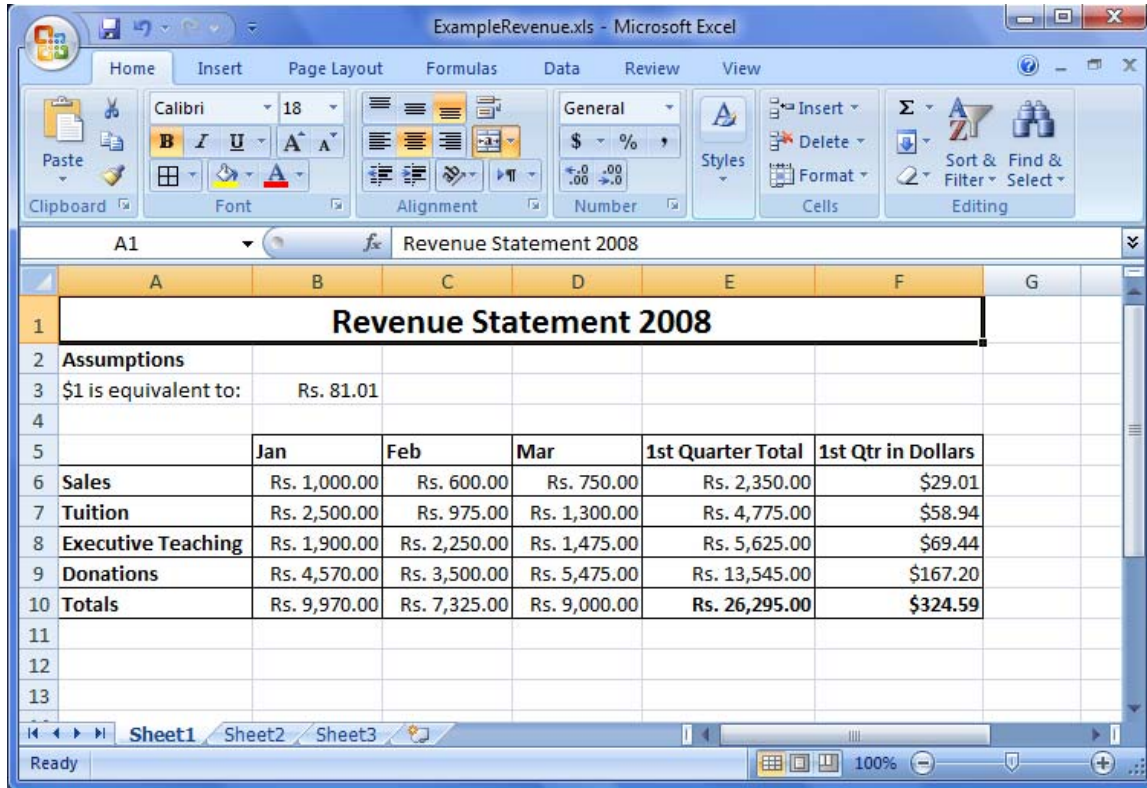 ExampleRevenue.xls - Microsoft Excel
Home Insert Page Layout Formulas Data Review View
Paste
Clipboard
Calibri 18
B I U A A
A
Font
Alignment
General
$ % ,
.0 .00 .00 .0
Number
Styles
Insert
Delete
Format
Cells
Σ
Sort & Filter
Find & Select
Editing
A1 fx Revenue Statement 2008
A B C D E F G
1 Revenue Statement 2008
2 Assumptions
3 $1 is equivalent to: Rs. 81.01
4
5 Jan Feb Mar 1st Quarter Total 1st Qtr in Dollars
6 Sales Rs. 1,000.00 Rs. 600.00 Rs. 750.00 Rs. 2,350.00 $29.01
7 Tuition Rs. 2,500.00 Rs. 975.00 Rs. 1,300.00 Rs. 4,775.00 $58.94
8 Executive Teaching Rs. 1,900.00 Rs. 2,250.00 Rs. 1,475.00 Rs. 5,625.00 $69.44
9 Donations Rs. 4,570.00 Rs. 3,500.00 Rs. 5,475.00 Rs. 13,545.00 $167.20
10 Totals Rs. 9,970.00 Rs. 7,325.00 Rs. 9,000.00 Rs. 26,295.00 $324.59
11
12
13
Sheet1 Sheet2 Sheet3
Ready 100%